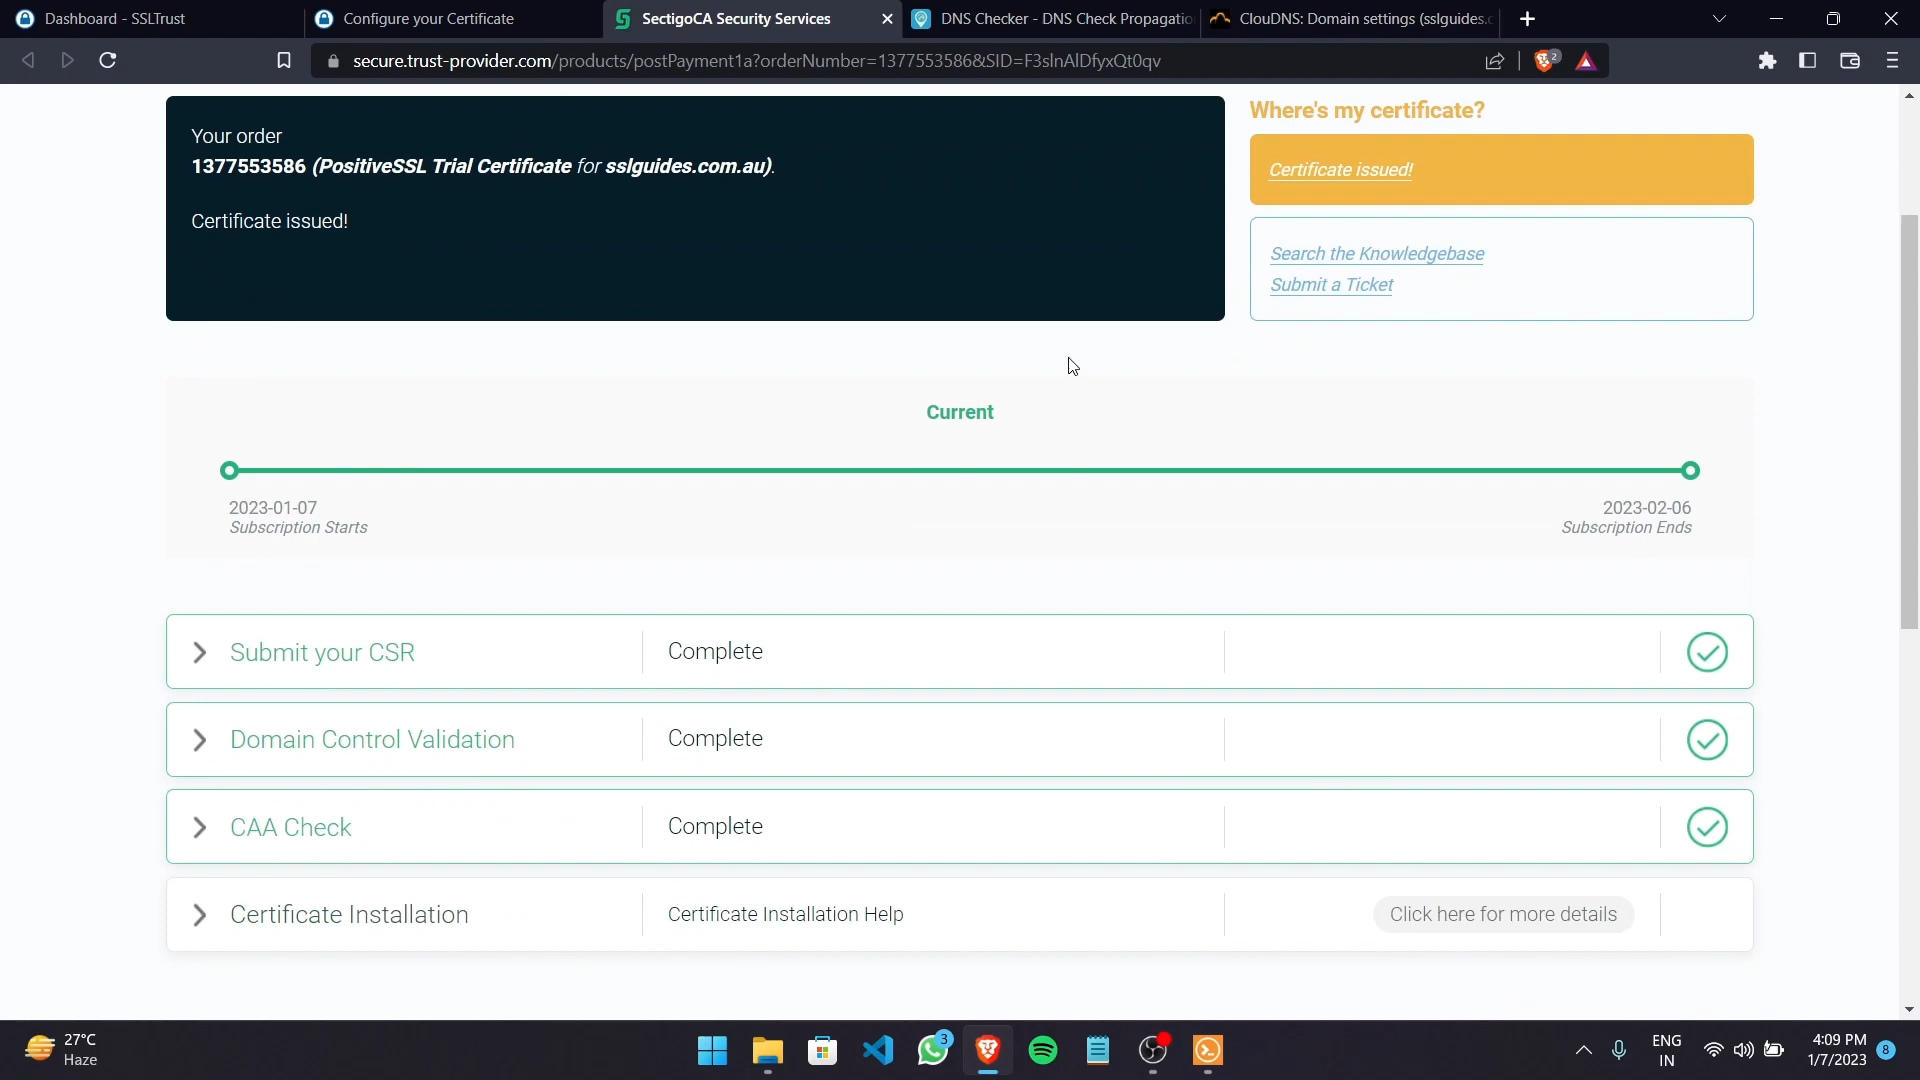 Dashboard - SSLTrust
Configure your Certificate
SectigoCA Security Services
DNS Checker - DNS Check Propagatio
ClouDNS: Domain settings (sslguides.c
secure.trust-provider.com/products/postPayment1a?orderNumber=1377553586&SID=F3slnAlDfyxQt0qv
2
Your order
1377553586 (PositiveSSL Trial Certificate for sslguides.com.au).
Certificate issued!
Where's my certificate?
Certificate issued!
Search the Knowledgebase
Submit a Ticket
Current
2023-01-07
Subscription Starts
2023-02-06
Subscription Ends
Submit your CSR Complete
Domain Control Validation Complete
CAA Check Complete
Certificate Installation Certificate Installation Help Click here for more details
27°C
Haze
3
ENG
IN
4:09 PM
1/7/2023
8